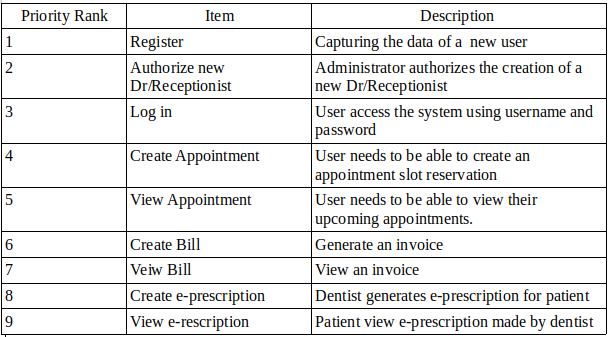 Priority Rank Item Description
1 Register Capturing the data of a new user
2 Authorize new Administrator authorizes the creation of a
Dr/Receptionist new Dr/Receptionist
3 Log in User access the system using username and
password
4 Create Appointment User needs to be able to create an
appointment slot reservation
5 View Appointment User needs to be able to view their
upcoming appointments.
6 Create Bill Generate an invoice
7 Veiw Bill View an invoice
8 Create e-prescription Dentist generates e-prescription for patient
9 View e-rescription Patient view e-prescription made by dentist